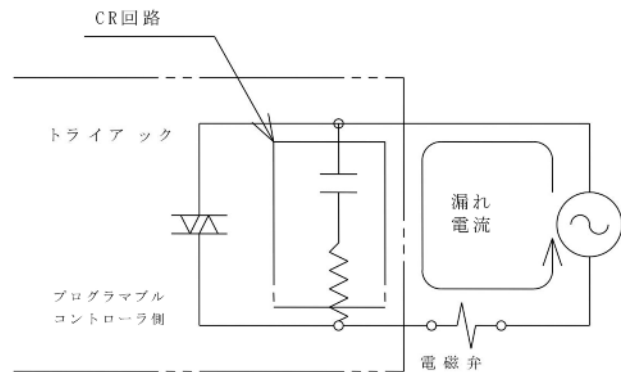 CR回路
トライアック
漏れ
電流
プログラマブル
コントローラ側
電磁弁